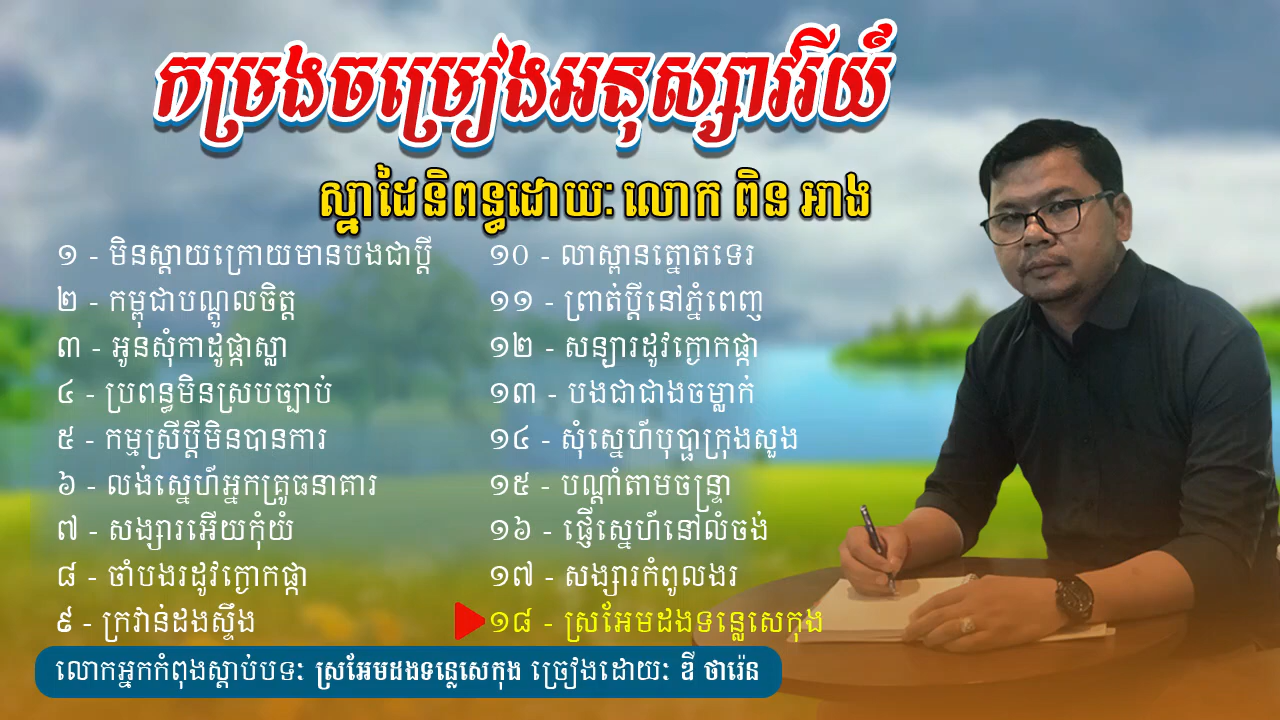 កម្រងចម្រៀងអនុស្សាវរីយ៍
ស្នាដៃនិពន្ធដោយៈ លោក ពិន អាង
១ - មិនស្ដាយក្រោយមានបងជាប្ដី
២ - កម្ពុជាបណ្ដូលចិត្ត
៣ - អូនសុំកាដូផ្កាស្លា
៤ - ប្រពន្ធមិនស្របច្បាប់
៥ - កម្មស្រីប្ដីមិនបានការ
៦ - លង់ស្នេហ៍អ្នកគ្រូធនាគារ
៧ - សង្សារអើយកុំយំ
៨ - ចាំបងរដូវក្ងោកផ្កា
៩ - ក្រវាន់ដងស្ទឹង
១០ - លាស្ពានត្នោតទេរ
១១ - ព្រាត់ប្ដីនៅភ្នំពេញ
១២ - សន្យារដូវក្ងោកផ្កា
១៣ - បងជាជាងចម្លាក់
១៤ - សុំស្នេហ៍បុប្ផាក្រុងសួង
១៥ - បណ្ដាំតាមចន្ទ្រា
១៦ - ផ្ញើស្នេហ៍នៅលំចង់
១៧ - សង្សារកំពូលងរ
១៨ - ស្រអែមដងទន្លេសេកុង
លោកអ្នកកំពុងស្ដាប់បទៈ ស្រអែមដងទន្លេសេកុង ច្រៀងដោយៈ ឌី ថារ៉េន